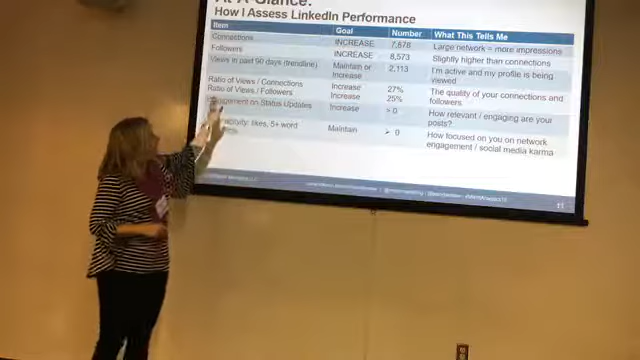 At-A-Glance:
How I Assess LinkedIn Performance
Item Goal Number What This Tells Me
Connections INCREASE 7,878 Large network = more impressions
Followers INCREASE 8,573 Slightly higher than connections
Views in past 90 days (trendline) Maintain or Increase 2,113 I'm active and my profile is being viewed
Ratio of Views / Connections Increase 27% The quality of your connections and followers
Ratio of Views / Followers Increase 25%
Engagement on Status Updates Increase > 0 How relevant / engaging are your posts?
likes, 5+ word Maintain > 0 How focused you on network engagement / social media karma
11